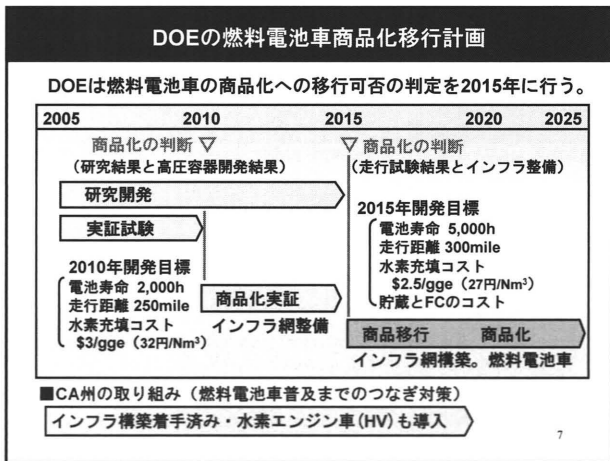 DOEの燃料電池車商品化移行計画
DOEは燃料電池車の商品化への移行可否の判定を2015年に行う。
2005 2010 2015 2020 2025
商品化の判断 ▽
（研究結果と高圧容器開発結果）
▽ 商品化の判断
（走行試験結果とインフラ整備）
研究開発
実証試験
2010年開発目標
電池寿命 2,000h
走行距離 250mile
水素充填コスト
$3/gge（32円/Nm³）
商品化実証
インフラ網整備
2015年開発目標
電池寿命 5,000h
走行距離 300mile
水素充填コスト
$2.5/gge（27円/Nm³）
貯蔵とFCのコスト
商品移行 商品化
インフラ網構築。燃料電池車
■CA州の取り組み（燃料電池車普及までのつなぎ対策）
インフラ構築着手済み・水素エンジン車(HV)も導入
7